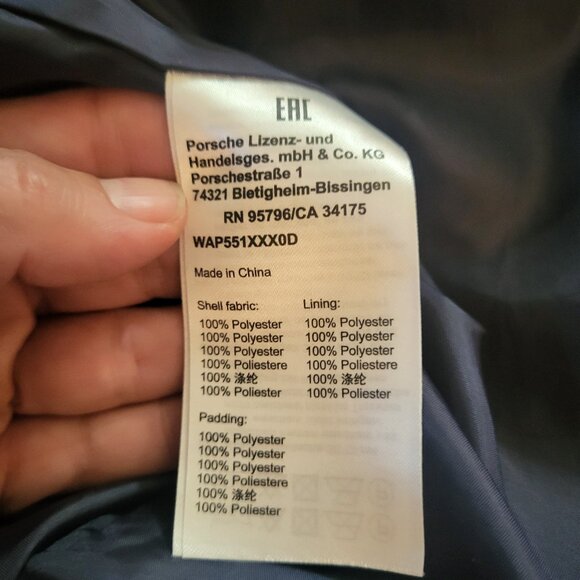 EAC
Porsche Lizenz- und
Handelsges. mbH & Co. KG
Porschestraße 1
74321 Bietigheim-Bissingen
RN 95796/CA 34175
WAP551XXX0D
Made in China
Shell fabric:
100% Polyester
100% Polyester
100% Polyester
100% Poliestere
100% 涤纶
100% Poliester
Lining:
100% Polyester
100% Polyester
100% Polyester
100% Poliestere
100% 涤纶
100% Poliester
Padding:
100% Polyester
100% Polyester
100% Polyester
100% Poliestere
100% 涤纶
100% Poliester